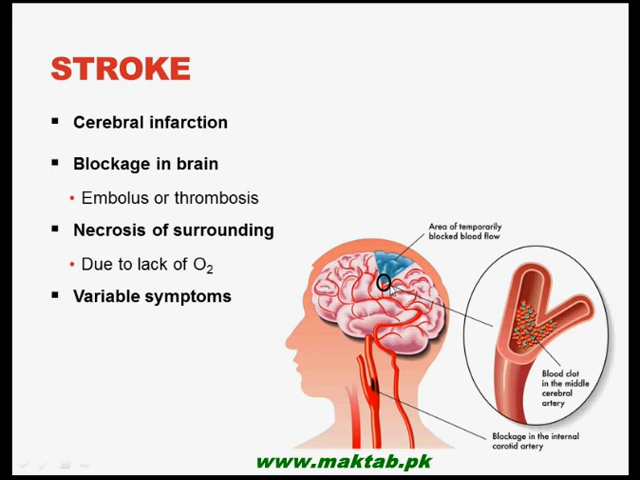 STROKE
▪ Cerebral infarction
▪ Blockage in brain
• Embolus or thrombosis
▪ Necrosis of surrounding
• Due to lack of O₂
▪ Variable symptoms
Area of temporarily
blocked blood flow
Blood clot
in the middle
cerebral
artery
Blockage in the internal
carotid artery
www.maktab.pk